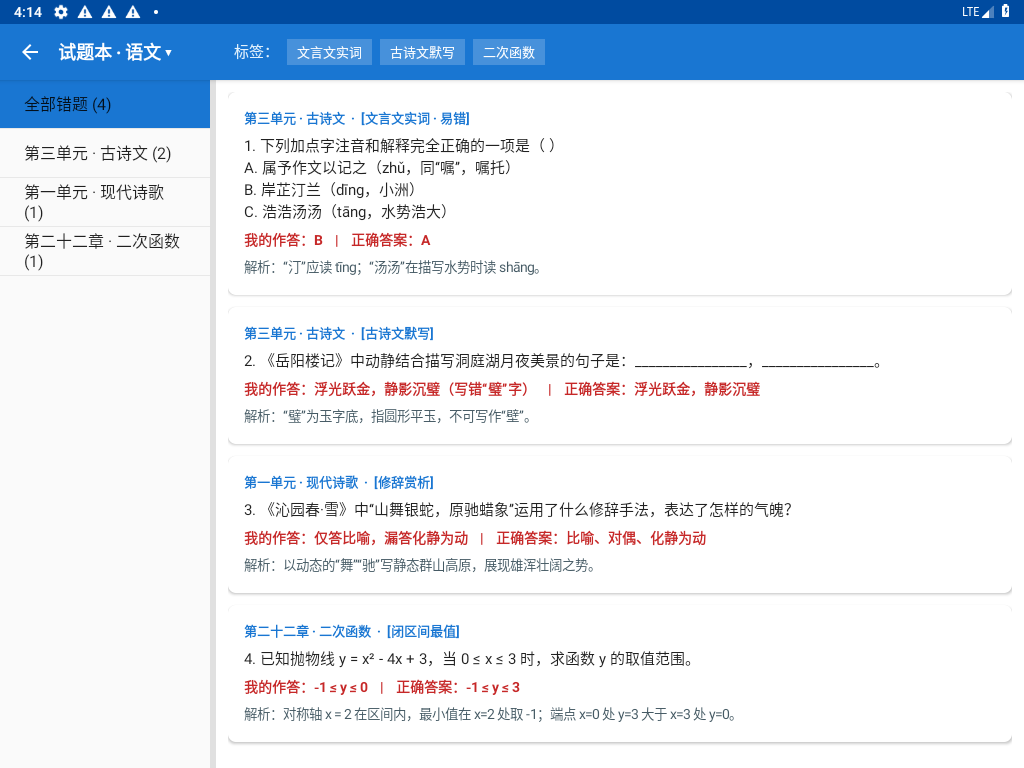 4:14
LTE
试题本 · 语文 ▾
标签：
文言文实词
古诗文默写
二次函数
全部错题 (4)
第三单元 · 古诗文 (2)
第一单元 · 现代诗歌
(1)
第二十二章 · 二次函数
(1)
第三单元 · 古诗文 · [文言文实词 · 易错]
1. 下列加点字注音和解释完全正确的一项是（ ）
A. 属予作文以记之（zhǔ，同“嘱”，嘱托）
B. 岸芷汀兰（dīng，小洲）
C. 浩浩汤汤（tāng，水势浩大）
我的作答：B | 正确答案：A
解析：“汀”应读 tīng；“汤汤”在描写水势时读 shāng。
第三单元 · 古诗文 · [古诗文默写]
2. 《岳阳楼记》中动静结合描写洞庭湖月夜美景的句子是：________________，________________。
我的作答：浮光跃金，静影沉璧（写错“璧”字） | 正确答案：浮光跃金，静影沉璧
解析：“璧”为玉字底，指圆形平玉，不可写作“壁”。
第一单元 · 现代诗歌 · [修辞赏析]
3. 《沁园春·雪》中“山舞银蛇，原驰蜡象”运用了什么修辞手法，表达了怎样的气魄？
我的作答：仅答比喻，漏答化静为动 | 正确答案：比喻、对偶、化静为动
解析：以动态的“舞”“驰”写静态群山高原，展现雄浑壮阔之势。
第二十二章 · 二次函数 · [闭区间最值]
4. 已知抛物线 y = x² - 4x + 3，当 0 ≤ x ≤ 3 时，求函数 y 的取值范围。
我的作答：-1 ≤ y ≤ 0 | 正确答案：-1 ≤ y ≤ 3
解析：对称轴 x = 2 在区间内，最小值在 x=2 处取 -1；端点 x=0 处 y=3 大于 x=3 处 y=0。